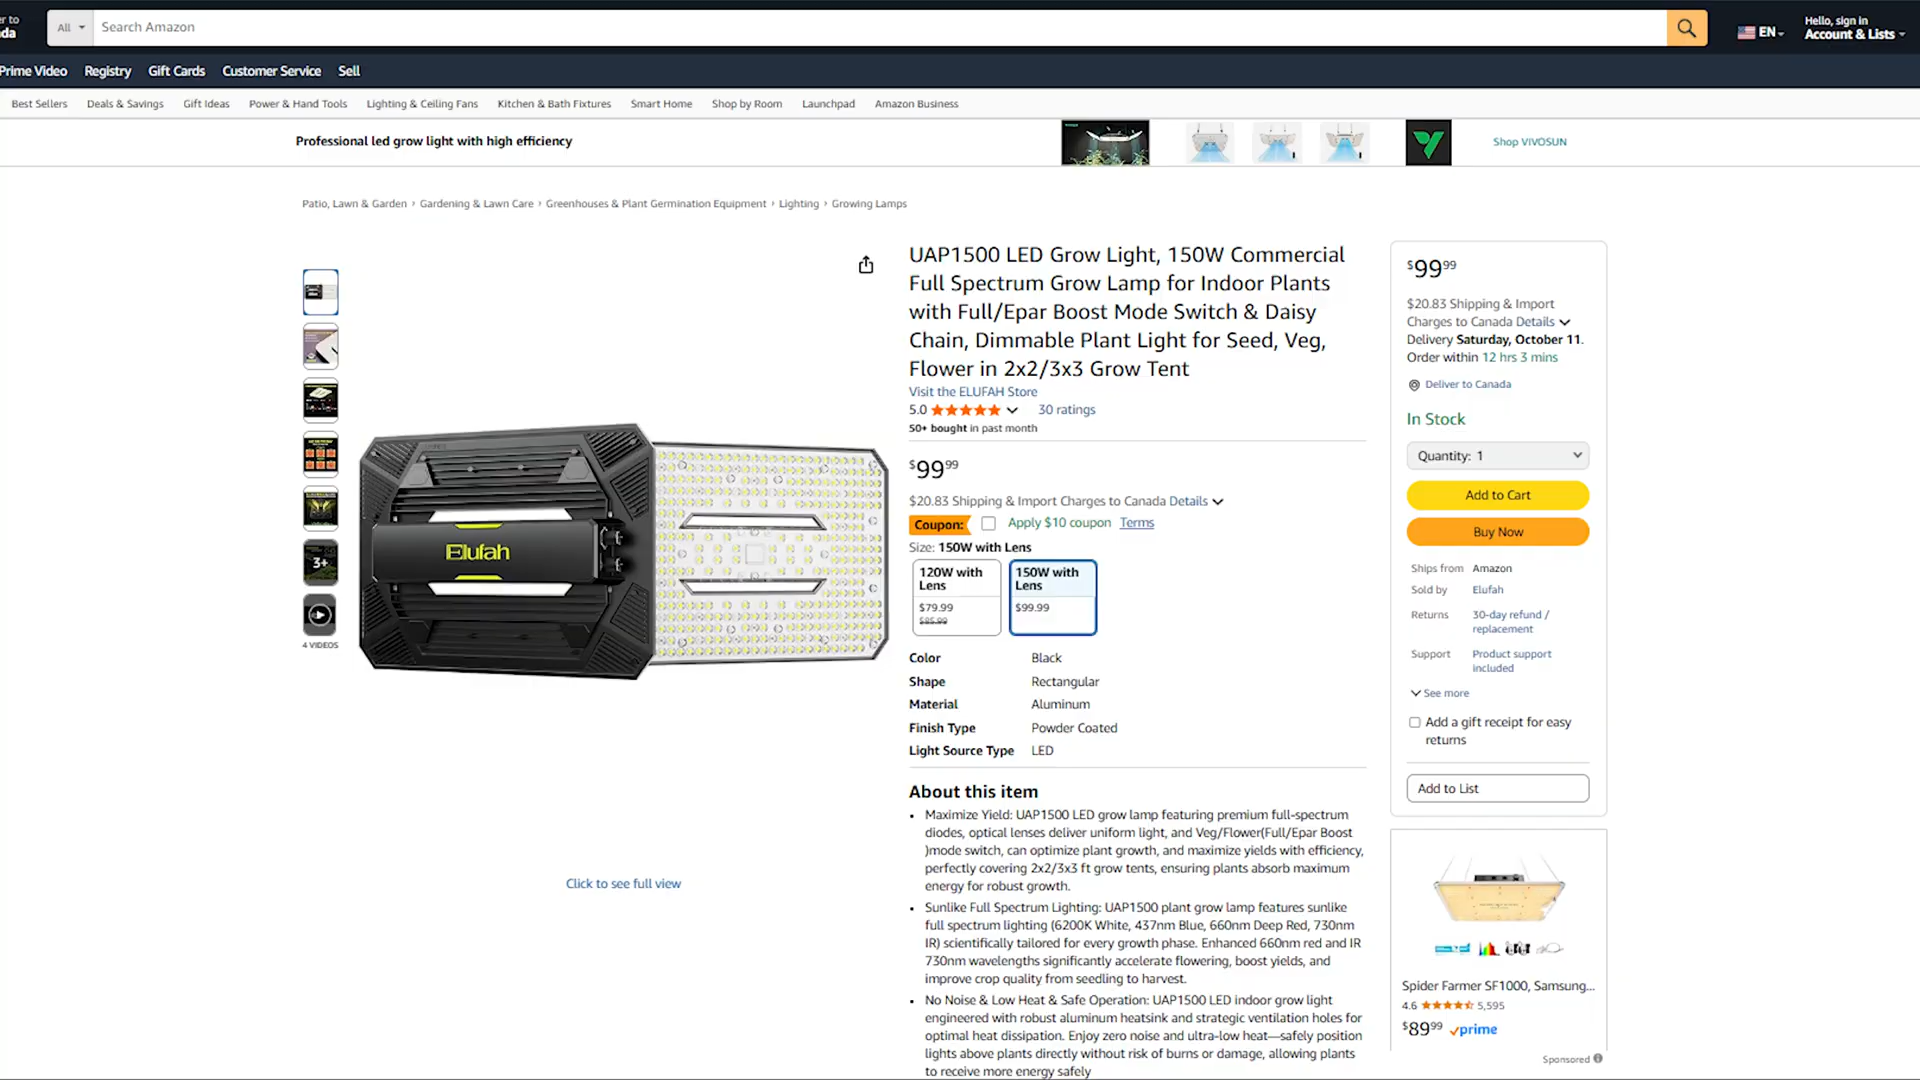 er to
da
All
Search Amazon
EN
Hello, sign in
Account & Lists
Prime Video
Registry
Gift Cards
Customer Service
Sell
Best Sellers
Deals & Savings
Gift Ideas
Power & Hand Tools
Lighting & Ceiling Fans
Kitchen & Bath Fixtures
Smart Home
Shop by Room
Launchpad
Amazon Business
Professional led grow light with high efficiency
Shop VIVOSUN
Patio, Lawn & Garden › Gardening & Lawn Care › Greenhouses & Plant Germination Equipment › Lighting › Growing Lamps
3+
4 VIDEOS
Elufah
Click to see full view
UAP1500 LED Grow Light, 150W Commercial
Full Spectrum Grow Lamp for Indoor Plants
with Full/Epar Boost Mode Switch & Daisy
Chain, Dimmable Plant Light for Seed, Veg,
Flower in 2x2/3x3 Grow Tent
Visit the ELUFAH Store
5.0
30 ratings
50+ bought in past month
$99 99
$20.83 Shipping & Import Charges to Canada Details
Coupon:
Apply $10 coupon
Terms
Size: 150W with Lens
120W with
Lens
$79.99
$85.99
150W with
Lens
$99.99
Color Black
Shape Rectangular
Material Aluminum
Finish Type Powder Coated
Light Source Type LED
About this item
• Maximize Yield: UAP1500 LED grow lamp featuring premium full-spectrum
diodes, optical lenses deliver uniform light, and Veg/Flower(Full/Epar Boost
)mode switch, can optimize plant growth, and maximize yields with efficiency,
perfectly covering 2x2/3x3 ft grow tents, ensuring plants absorb maximum
energy for robust growth.
• Sunlike Full Spectrum Lighting: UAP1500 plant grow lamp features sunlike
full spectrum lighting (6200K White, 437nm Blue, 660nm Deep Red, 730nm
IR) scientifically tailored for every growth phase. Enhanced 660nm red and IR
730nm wavelengths significantly accelerate flowering, boost yields, and
improve crop quality from seedling to harvest.
• No Noise & Low Heat & Safe Operation: UAP1500 LED indoor grow light
engineered with robust aluminum heatsink and strategic ventilation holes for
optimal heat dissipation. Enjoy zero noise and ultra-low heat—safely position
lights above plants directly without risk of burns or damage, allowing plants
to receive more energy safely
$99 99
$20.83 Shipping & Import
Charges to Canada Details
Delivery Saturday, October 11.
Order within 12 hrs 3 mins
Deliver to Canada
In Stock
Quantity: 1
Add to Cart
Buy Now
Ships from Amazon
Sold by Elufah
Returns 30-day refund /
replacement
Support Product support
included
See more
Add a gift receipt for easy
returns
Add to List
Spider Farmer SF1000, Samsung...
4.6
5,595
$89 99 prime
Sponsored